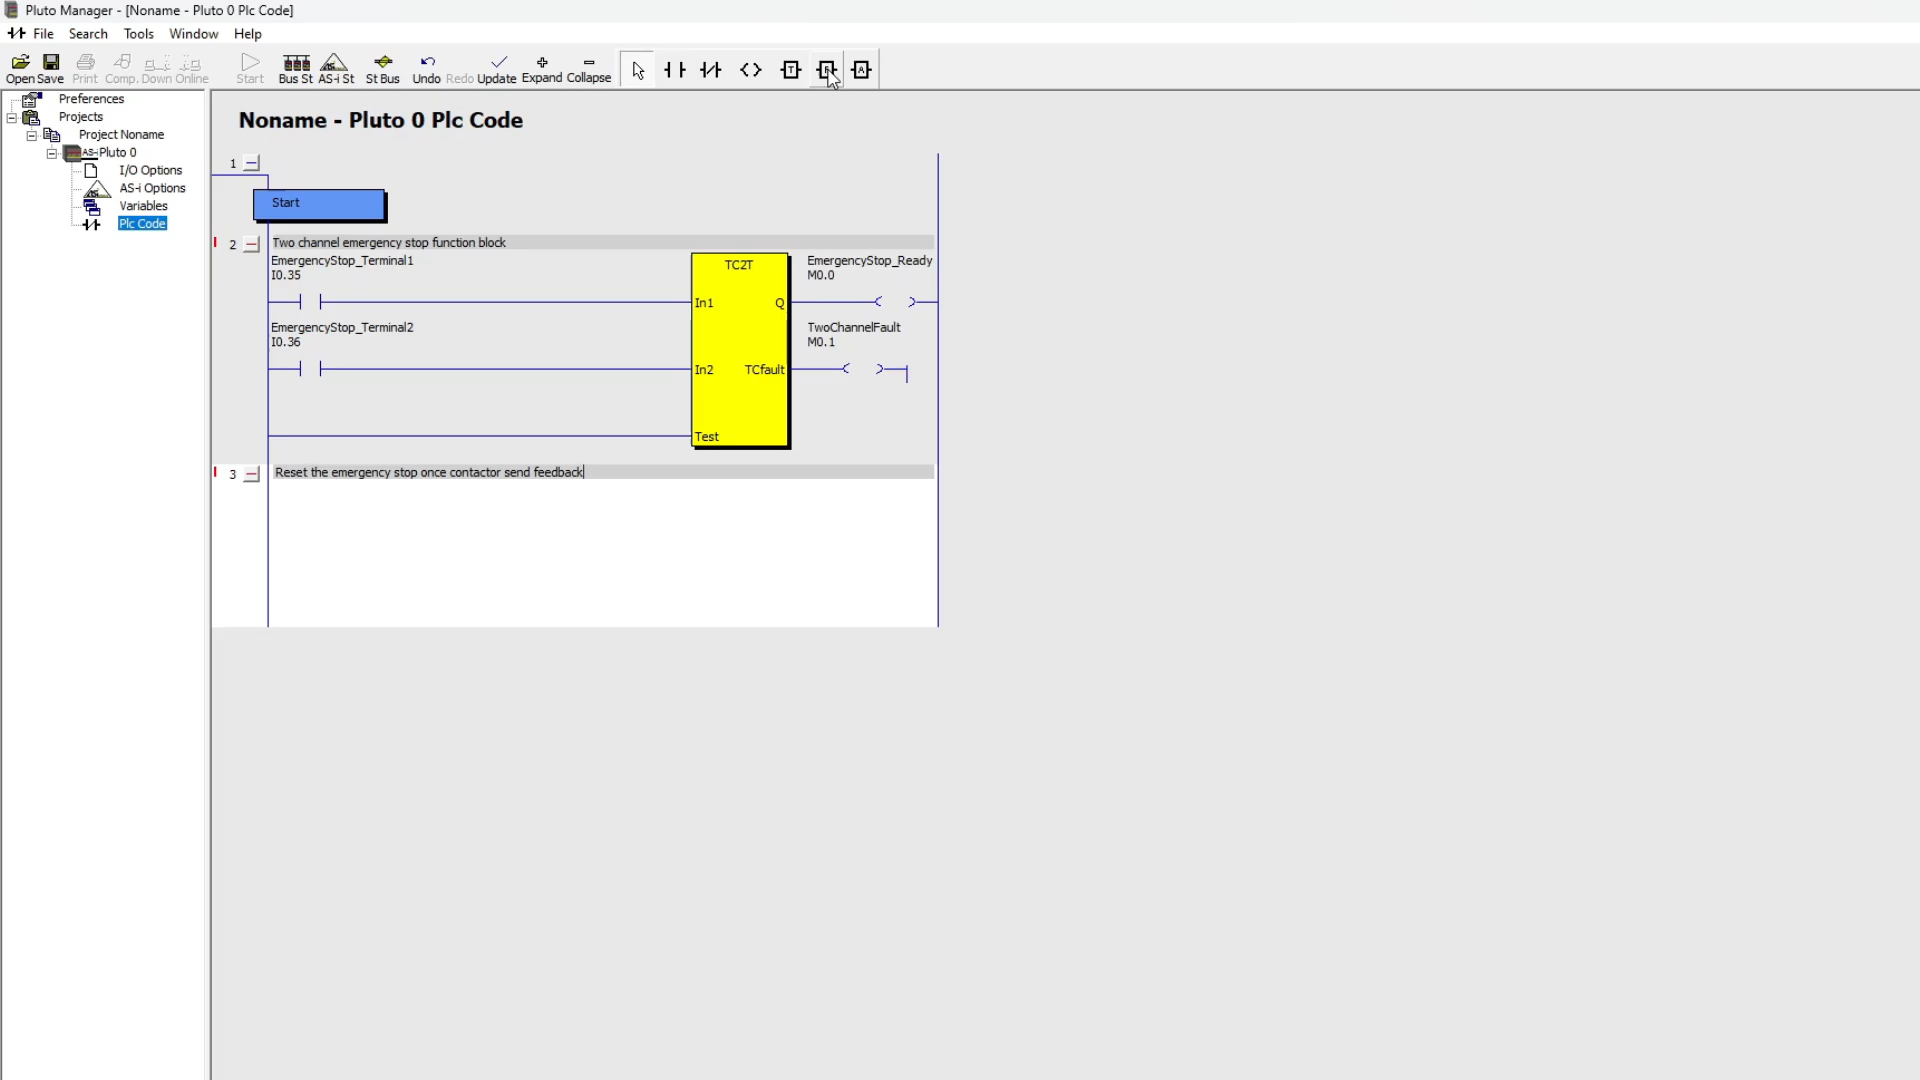 Pluto Manager - [Noname - Pluto 0 Plc Code]
File Search Tools Window Help
Open Save Print Comp. Down Online Start Bus St AS-i St St Bus Undo Redo Update Expand Collapse T A
Preferences
Projects
Project Noname
AS-i Pluto 0
I/O Options
AS-i Options
Variables
Plc Code
Noname - Pluto 0 Plc Code
1
Start
2 Two channel emergency stop function block
EmergencyStop_Terminal1
I0.35
TC2T
EmergencyStop_Ready
M0.0
In1 Q
EmergencyStop_Terminal2
I0.36
TwoChannelFault
M0.1
In2 TCfault
Test
3 Reset the emergency stop once contactor send feedback